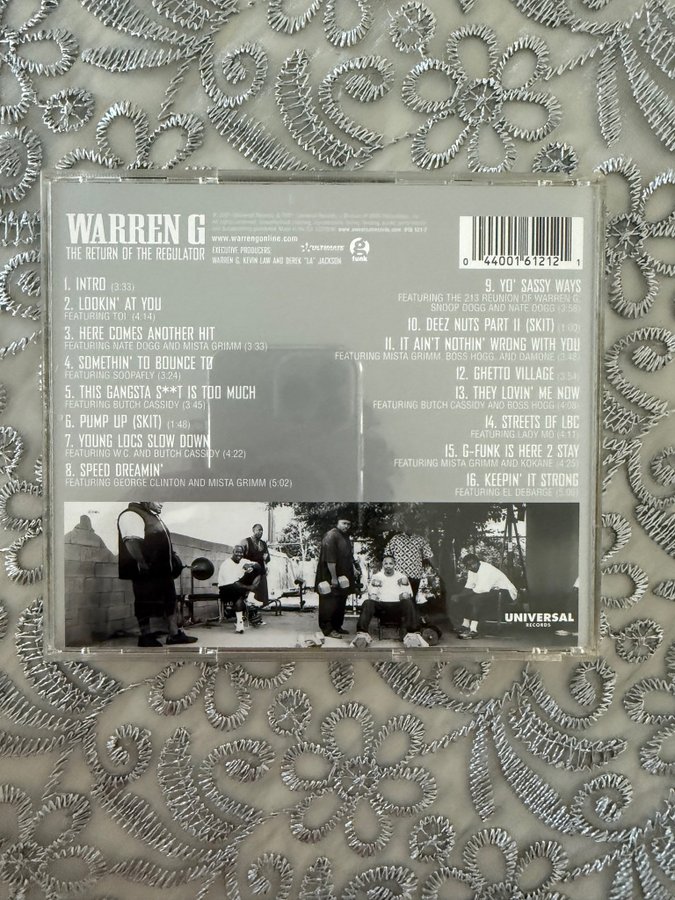 WARREN G
THE RETURN OF THE REGULATOR
www.warrengonline.com
EXECUTIVE PRODUCERS:
WARREN G, KEVIN LAW AND DEREK "LA" JACKSON
ULTIMATE
g
funk
0 44001 61212 1
1. INTRO (3:33)
2. LOOKIN' AT YOU
FEATURING TOI (4:14)
3. HERE COMES ANOTHER HIT
FEATURING NATE DOGG AND MISTA GRIMM (3:33)
4. SOMETHIN' TO BOUNCE TO
FEATURING SOOPAFLY (3:24)
5. THIS GANGSTA S**T IS TOO MUCH
FEATURING BUTCH CASSIDY (3:45)
6. PUMP UP (SKIT) (1:48)
7. YOUNG LOCS SLOW DOWN
FEATURING W.C. AND BUTCH CASSIDY (4:22)
8. SPEED DREAMIN'
FEATURING GEORGE CLINTON AND MISTA GRIMM (5:02)
9. YO' SASSY WAYS
FEATURING THE 213 REUNION OF WARREN G,
SNOOP DOGG AND NATE DOGG (3:58)
10. DEEZ NUTS PART II (SKIT)
11. IT AIN'T NOTHIN' WRONG WITH YOU
FEATURING MISTA GRIMM, BOSS HOGG, AND DAMONE (3:48)
12. GHETTO VILLAGE (3:54)
13. THEY LOVIN' ME NOW
FEATURING BUTCH CASSIDY AND BOSS HOGG (4:08)
14. STREETS OF LBC
FEATURING LADY MO (4:11)
15. G-FUNK IS HERE 2 STAY
FEATURING MISTA GRIMM AND KOKANE (4:25)
16. KEEPIN' IT STRONG
FEATURING EL DEBARGE
UNIVERSAL
RECORDS